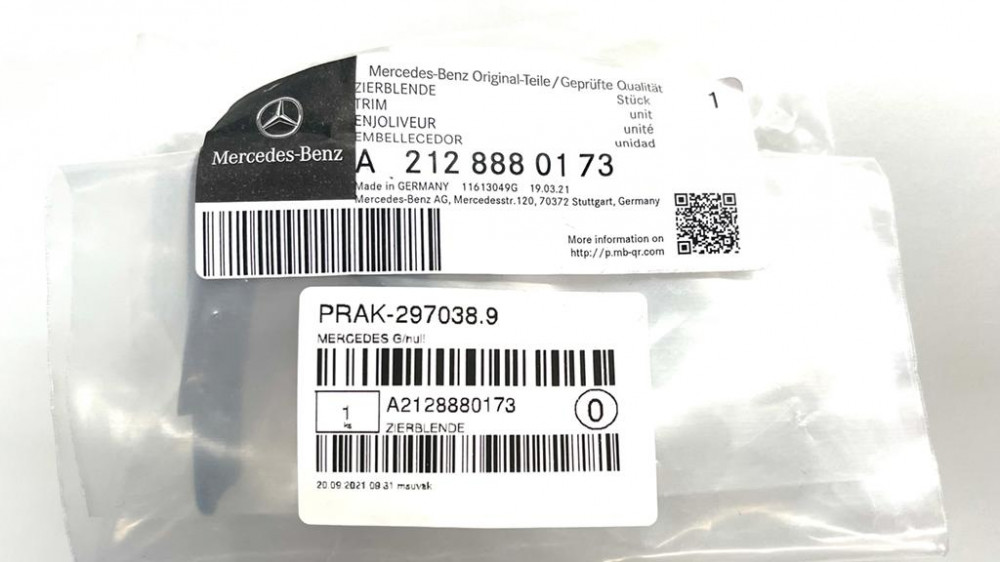 Mercedes-Benz
Mercedes-Benz Original-Teile/Geprüfte Qualität
ZIERBLENDE
TRIM
ENJOLIVEUR
EMBELLECEDOR
Stück
unit
unité
unidad
1
A 212 888 01 73
Made in GERMANY 11613049G 19.03.21
Mercedes-Benz AG, Mercedesstr.120, 70372 Stuttgart, Germany
More information on
http://p.mb-qr.com
PRAK-297038.9
MERCEDES G/null
1
ks
A2128880173
0
ZIERBLENDE
20.09.2021 09:31 msuvak